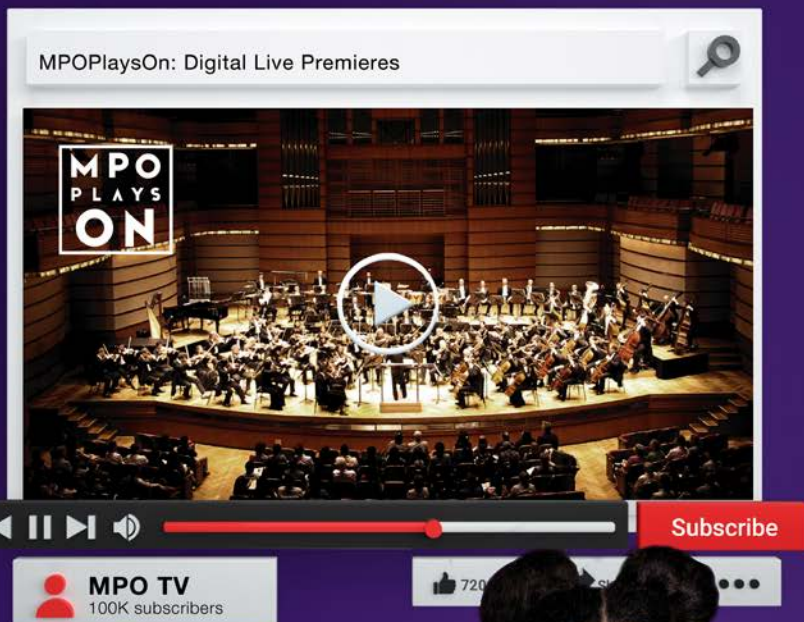 MPOPlaysOn: Digital Live Premieres
MPO
PLAYS
ON
Subscribe
MPO TV
100K subscribers
720